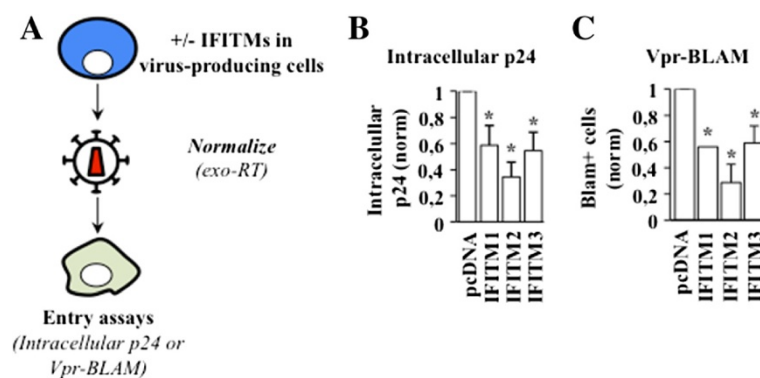 A
+/- IFITMs in
virus-producing cells
Normalize
(exo-RT)
Entry assays
(Intracellular p24 or
Vpr-BLAM)
B
Intracellular p24
Intracelullar
p24 (norm)
1
0,8
0,6
0,4
0,2
0
*
*
*
pcDNA
IFITM1
IFITM2
IFITM3
C
Vpr-BLAM
Blam+ cells
(norm)
1
0,8
0,6
0,4
0,2
0
*
*
*
pcDNA
IFITM1
IFITM2
IFITM3